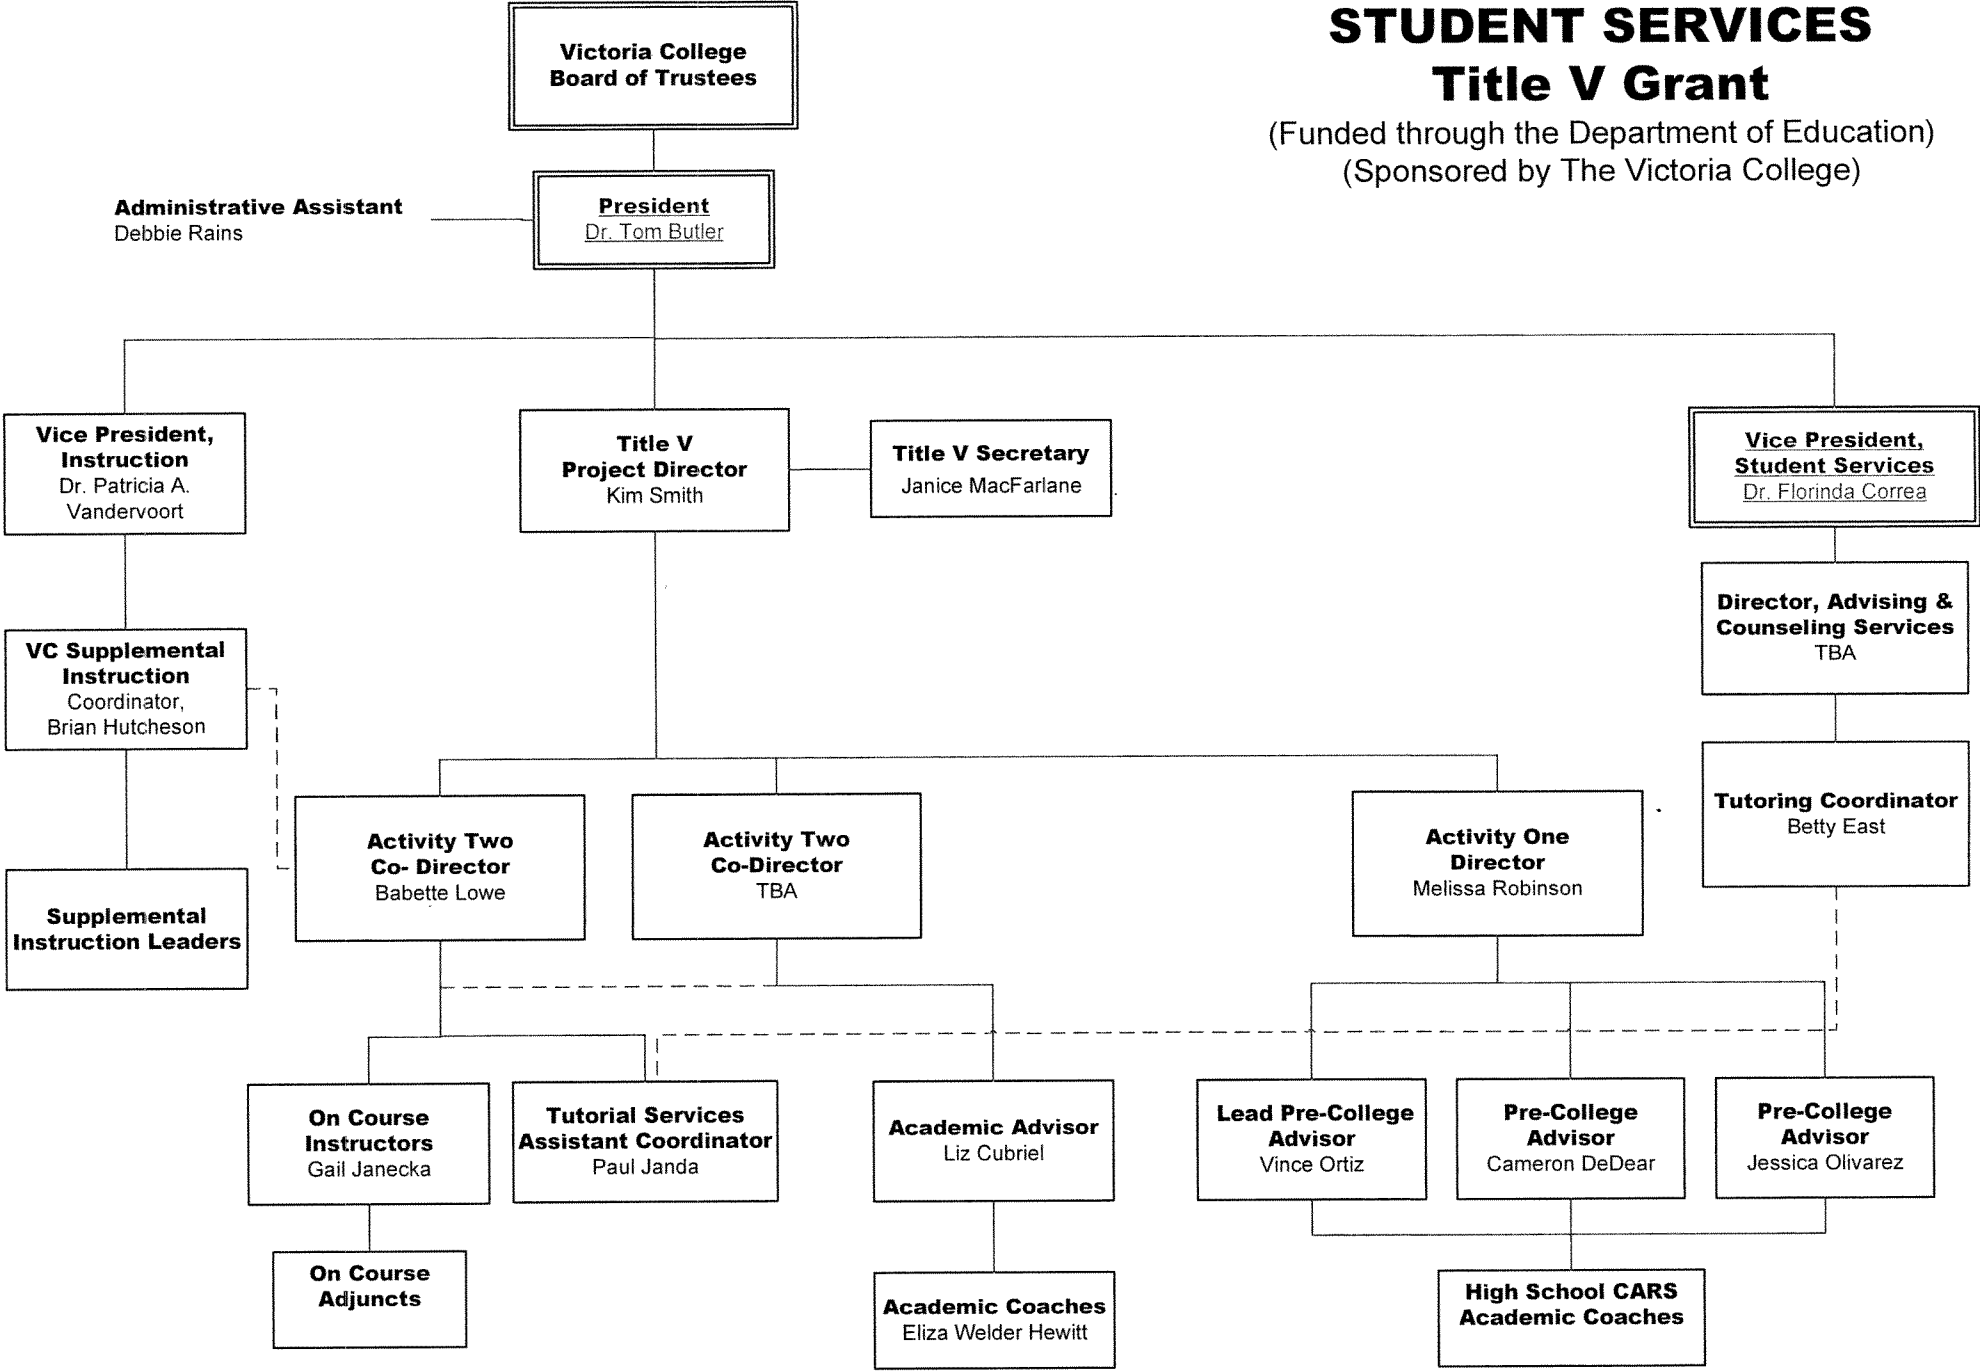 STUDENT SERVICES
Title V Grant
(Funded through the Department of Education)
(Sponsored by The Victoria College)
Victoria College
Board of Trustees
Administrative Assistant
Debbie Rains
President
Dr. Tom Butler
Vice President,
Instruction
Dr. Patricia A.
Vandervoort
Title V
Project Director
Kim Smith
Title V Secretary
Janice MacFarlane
Vice President,
Student Services
Dr. Florinda Correa
VC Supplemental
Instruction
Coordinator,
Brian Hutcheson
Director, Advising &
Counseling Services
TBA
Supplemental
Instruction Leaders
Activity Two
Co- Director
Babette Lowe
Activity Two
Co-Director
TBA
Activity One
Director
Melissa Robinson
Tutoring Coordinator
Betty East
On Course
Instructors
Gail Janecka
Tutorial Services
Assistant Coordinator
Paul Janda
Academic Advisor
Liz Cubriel
Lead Pre-College
Advisor
Vince Ortiz
Pre-College
Advisor
Cameron DeDear
Pre-College
Advisor
Jessica Olivarez
On Course
Adjuncts
Academic Coaches
Eliza Welder Hewitt
High School CARS
Academic Coaches